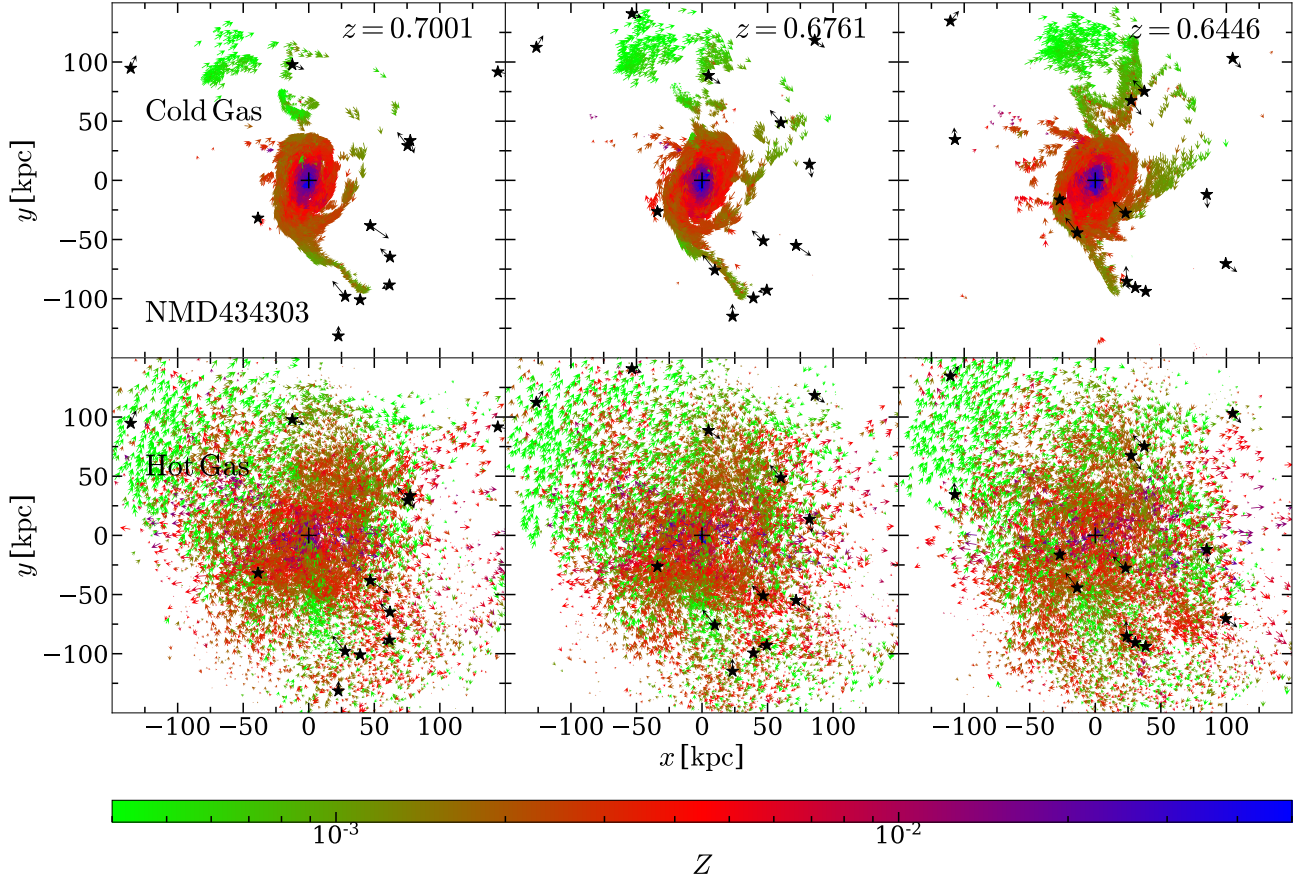 z = 0.7001
z = 0.6761
z = 0.6446
Cold Gas
NMD434303
y [kpc]
100
50
0
−50
−100
Hot Gas
y [kpc]
100
50
0
−50
−100
−100 −50 0 50 100
−100 −50 0 50 100
−100 −50 0 50 100
x [kpc]
10-3
10-2
Z